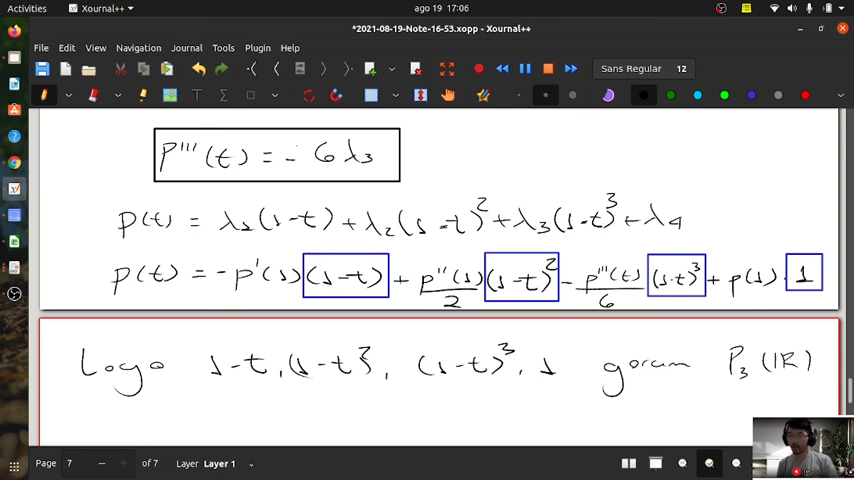 Activities Xournal++ ago 19 17:06
*2021-08-19-Note-16-53.xopp - Xournal++
File Edit View Navigation Journal Tools Plugin Help
Sans Regular 12
p'''(t) = - 6λ₃
p(t) = λ₁(1-t) + λ₂(1-t)² + λ₃(1-t)³ + λ₄
p(t) = -p'(1)(1-t) + p''(1)/2 (1-t)² - p'''(t)/6 (1-t)³ + p(1) · 1
Logo 1-t, (1-t)², (1-t)³, 1 geram P₃(IR)
Page 7 of 7 Layer Layer 1